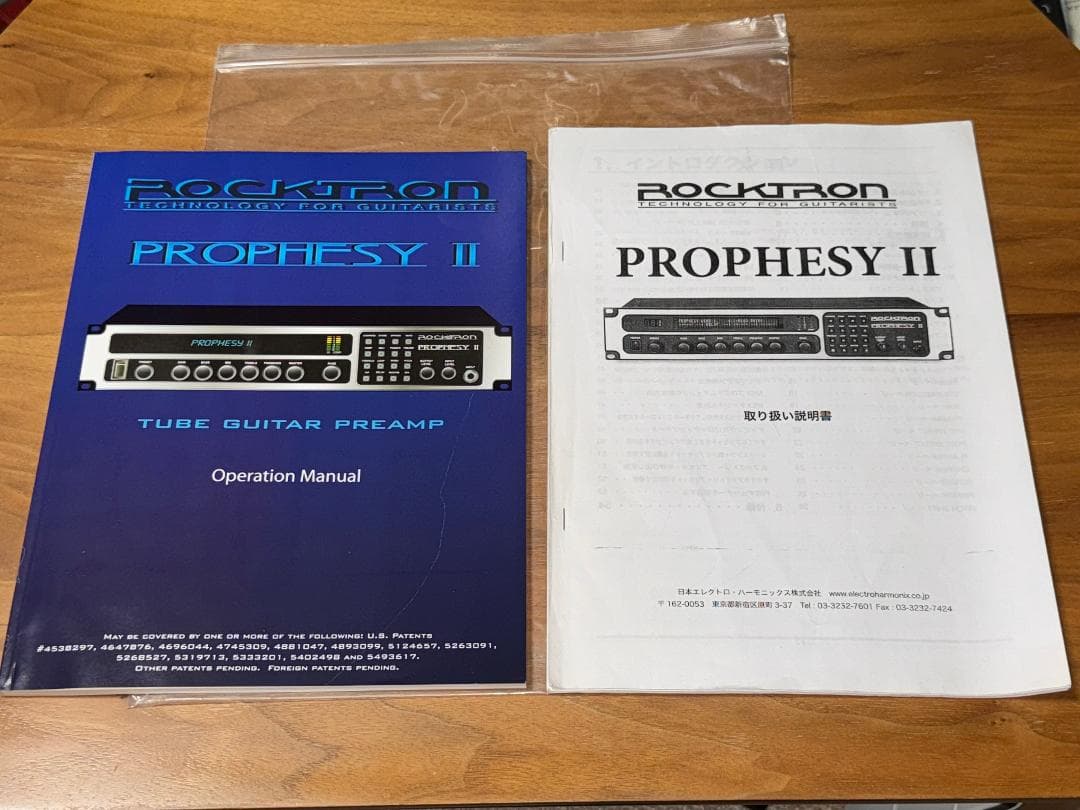 ROCKTRON
TECHNOLOGY FOR GUITARISTS
PROPHESY II
PROPHESY II
ROCKTRON
PROPHESY II
TUBE GUITAR PREAMP
Operation Manual
MAY BE COVERED BY ONE OR MORE OF THE FOLLOWING: U.S. PATENTS
#4538297, 4647876, 4696044, 4745309, 4881047, 4893099, 5124657, 5263091,
5268527, 5319713, 5333201, 5402498 AND 5493617.
OTHER PATENTS PENDING. FOREIGN PATENTS PENDING.
ROCKTRON
TECHNOLOGY FOR GUITARISTS
PROPHESY II
ROCKTRON
PROPHESY II
取り扱い説明書
日本エレクトロ・ハーモニックス株式会社 www.electroharmonix.co.jp
〒162-0053 東京都新宿区原町 3-37 Tel : 03-3232-7601 Fax : 03-3232-7424